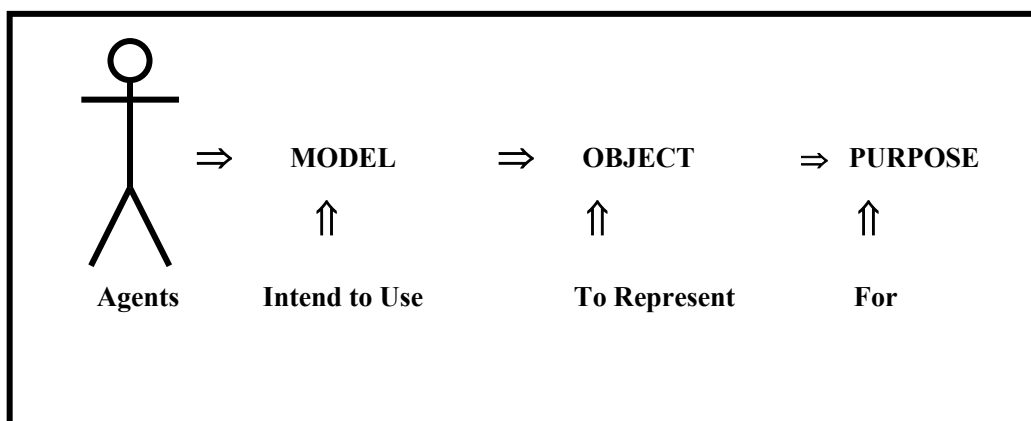 ⇒ MODEL ⇒ OBJECT ⇒ PURPOSE
⇑ ⇑ ⇑
Agents Intend to Use To Represent For